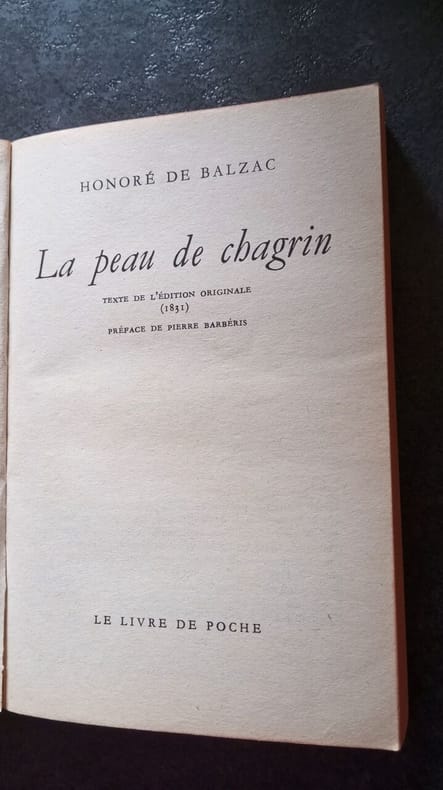 HONORÉ DE BALZAC
La peau de chagrin
TEXTE DE L'ÉDITION ORIGINALE
(1831)
PRÉFACE DE PIERRE BARBÉRIS
LE LIVRE DE POCHE